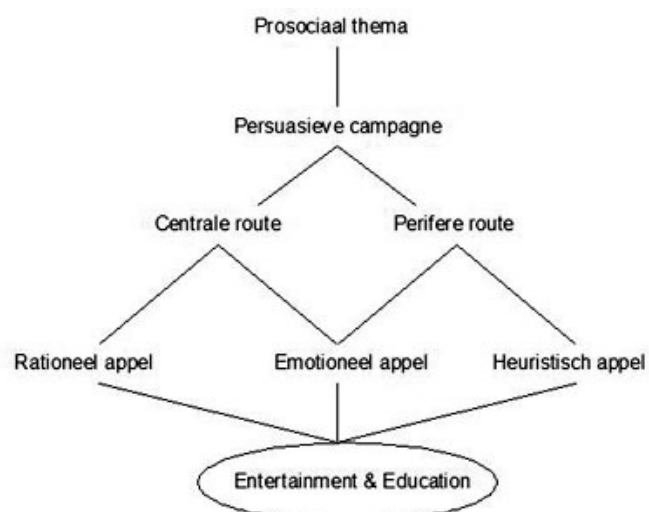 Prosociaal thema
Persuasieve campagne
Centrale route
Perifere route
Rationeel appel
Emotioneel appel
Heuristisch appel
Entertainment & Education